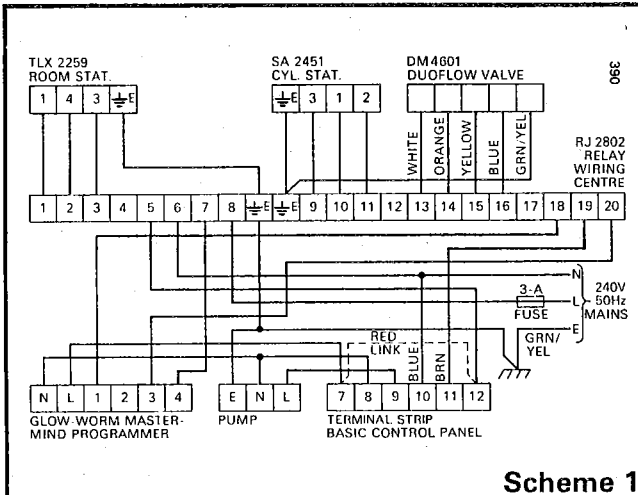 390
TLX 2259
ROOM STAT.
1 4 3 E
SA 2451
CYL. STAT.
E 3 1 2
DM4601
DUOFLOW VALVE
WHITE
ORANGE
YELLOW
BLUE
GRN/YEL
RJ 2802
RELAY
WIRING
CENTRE
1 2 3 4 5 6 7 8 E E 9 10 11 12 13 14 15 16 17 18 19 20
N
3-A
FUSE
L
240V
50Hz
MAINS
E
GRN/
YEL
RED
LINK
BLUE
BRN
N L 1 2 3 4
GLOW-WORM MASTER-
MIND PROGRAMMER
E N L
PUMP
7 8 9 10 11 12
TERMINAL STRIP
BASIC CONTROL PANEL
Scheme 1